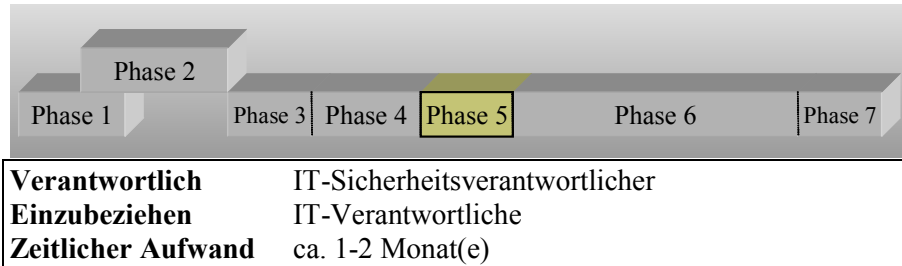 Phase 2
Phase 1 Phase 3 Phase 4 Phase 5 Phase 6 Phase 7
Verantwortlich IT-Sicherheitsverantwortlicher
Einzubeziehen IT-Verantwortliche
Zeitlicher Aufwand ca. 1-2 Monat(e)